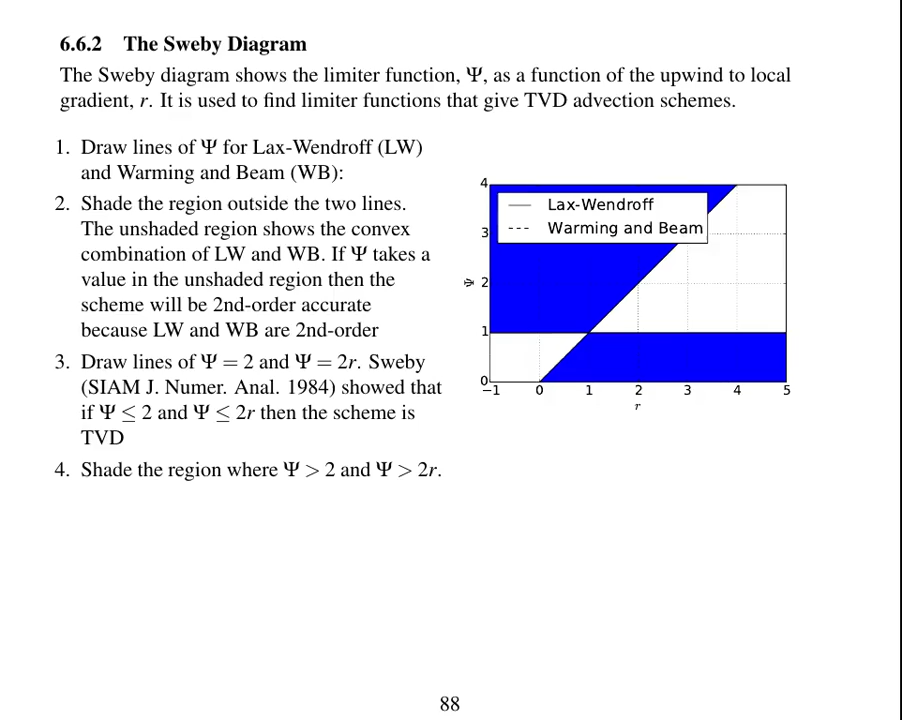 6.6.2 The Sweby Diagram
The Sweby diagram shows the limiter function, Ψ, as a function of the upwind to local
gradient, r. It is used to find limiter functions that give TVD advection schemes.
1. Draw lines of Ψ for Lax-Wendroff (LW)
and Warming and Beam (WB):
2. Shade the region outside the two lines.
The unshaded region shows the convex
combination of LW and WB. If Ψ takes a
value in the unshaded region then the
scheme will be 2nd-order accurate
because LW and WB are 2nd-order
3. Draw lines of Ψ = 2 and Ψ = 2r. Sweby
(SIAM J. Numer. Anal. 1984) showed that
if Ψ ≤ 2 and Ψ ≤ 2r then the scheme is
TVD
4. Shade the region where Ψ > 2 and Ψ > 2r.
4
Lax-Wendroff
3
Warming and Beam
Ψ 2
1
0
−1 0 1 2 3 4 5
r
88